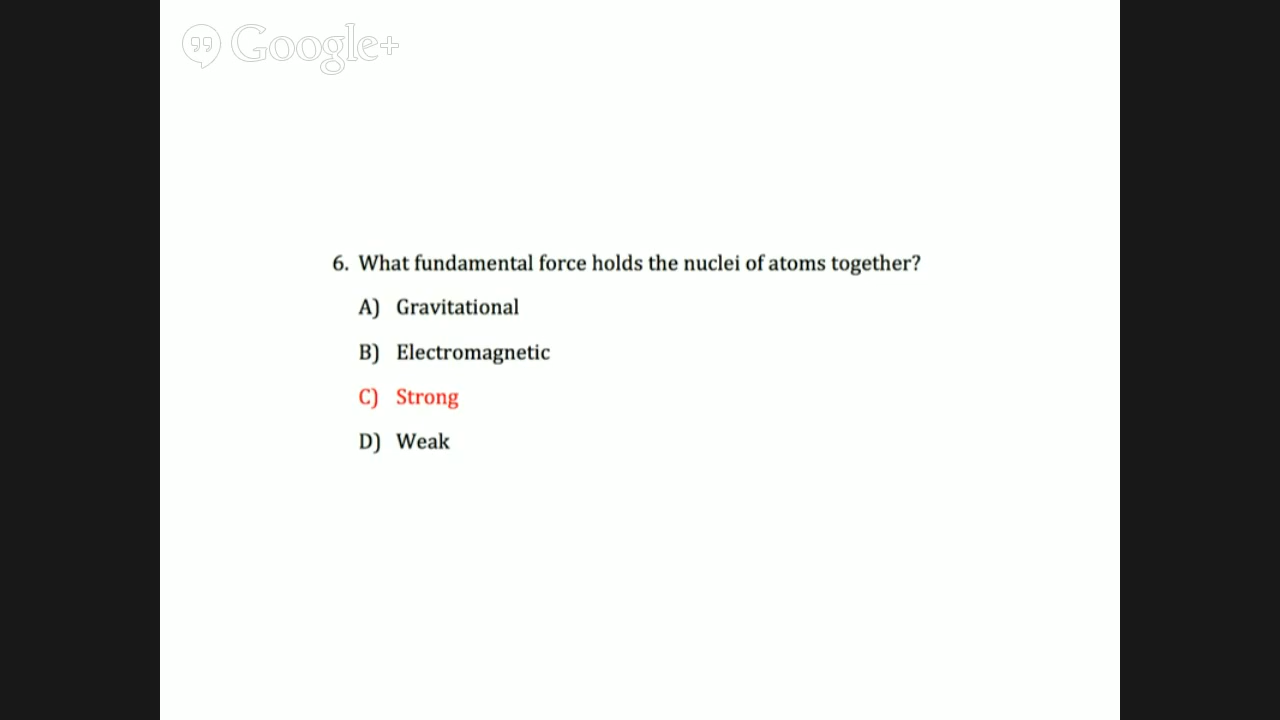 Google+
6. What fundamental force holds the nuclei of atoms together?
A) Gravitational
B) Electromagnetic
C) Strong
D) Weak